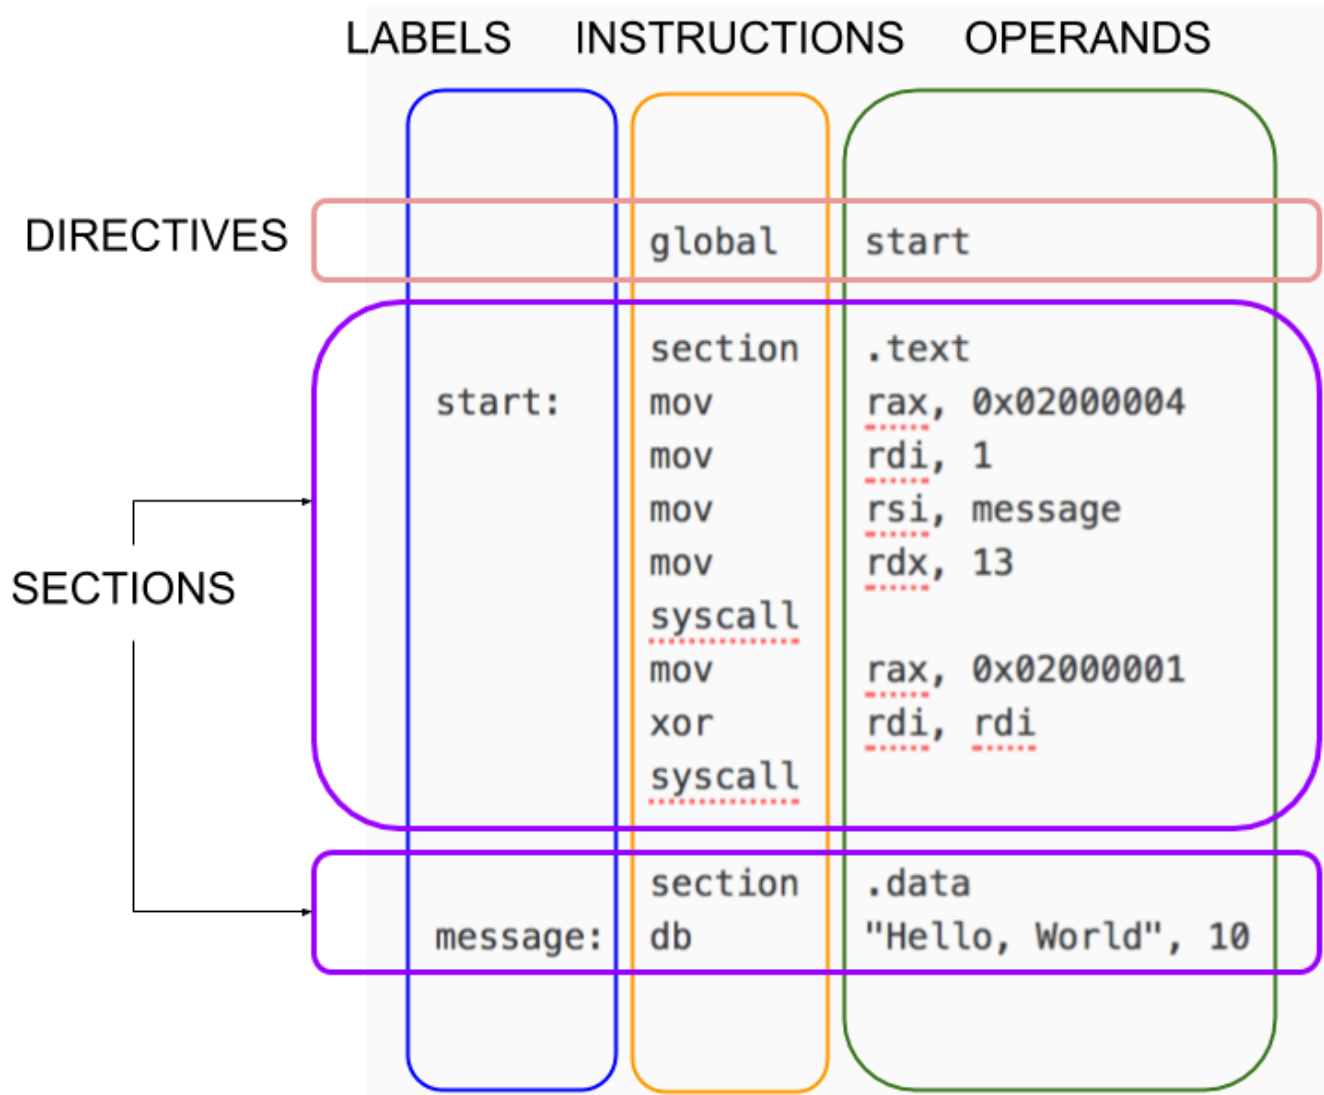 LABELS INSTRUCTIONS OPERANDS
DIRECTIVES global start
section .text
start: mov rax, 0x02000004
mov rdi, 1
mov rsi, message
mov rdx, 13
SECTIONS
syscall
mov rax, 0x02000001
xor rdi, rdi
syscall
section .data
message: db "Hello, World", 10